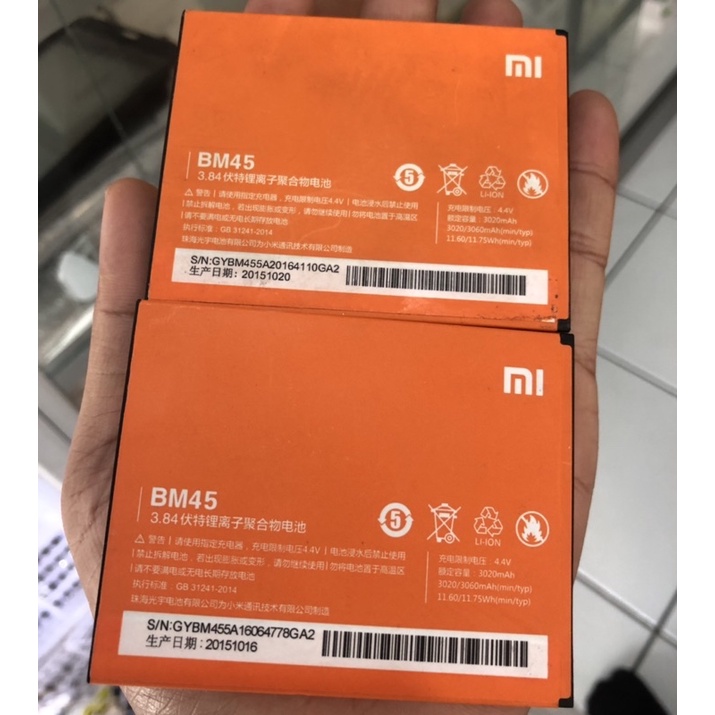 mi
BM45
3.84伏特锂离子聚合物电池
5
LI-ION
警告 | 请使用指定充电器，充电限制电压4.4V | 电池浸水后禁止使用
| 禁止拆解电池，若出现膨胀或变形，请勿继续使用 | 勿将电池置于高温区
| 请不要满电或无电长期存放电池
执行标准：GB 31241-2014
珠海光宇电池有限公司为小米通讯技术有限公司制造
充电限制电压：4.4V
额定容量：3020mAh
3020/3060mAh(min/typ)
11.60/11.75Wh(min/typ)
S/N:GYBM455A20164110GA2
生产日期: 20151020
mi
BM45
3.84伏特锂离子聚合物电池
5
LI-ION
警告 | 请使用指定充电器，充电限制电压4.4V | 电池浸水后禁止使用
| 禁止拆解电池，若出现膨胀或变形，请勿继续使用 | 勿将电池置于高温区
| 请不要满电或无电长期存放电池
执行标准：GB 31241-2014
珠海光宇电池有限公司为小米通讯技术有限公司制造
充电限制电压：4.4V
额定容量：3020mAh
3020/3060mAh(min/typ)
11.60/11.75Wh(min/typ)
S/N:GYBM455A16064778GA2
生产日期: 20151016